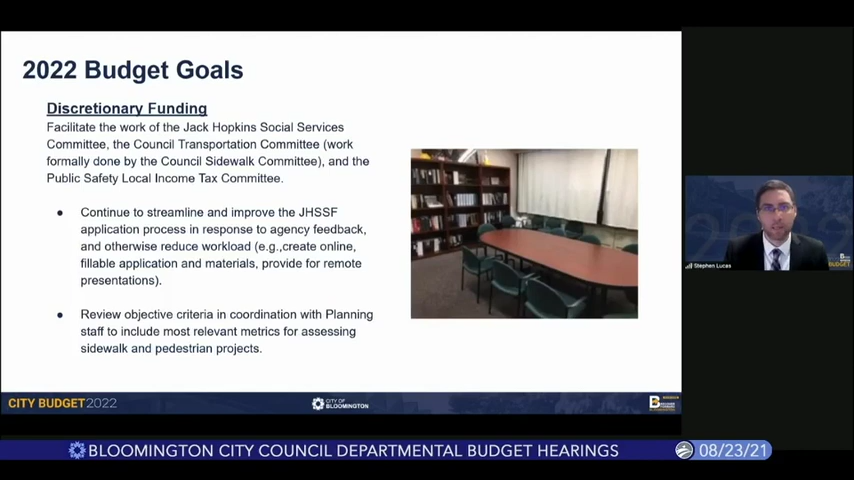 2022 Budget Goals
Discretionary Funding
Facilitate the work of the Jack Hopkins Social Services
Committee, the Council Transportation Committee (work
formally done by the Council Sidewalk Committee), and the
Public Safety Local Income Tax Committee.
● Continue to streamline and improve the JHSSF
application process in response to agency feedback,
and otherwise reduce workload (e.g.,create online,
fillable application and materials, provide for remote
presentations).
● Review objective criteria in coordination with Planning
staff to include most relevant metrics for assessing
sidewalk and pedestrian projects.
BUDGET
Stephen Lucas
CITY BUDGET2022
CITY OF
BLOOMINGTON
BLOOMINGTON CITY COUNCIL DEPARTMENTAL BUDGET HEARINGS
08/23/21